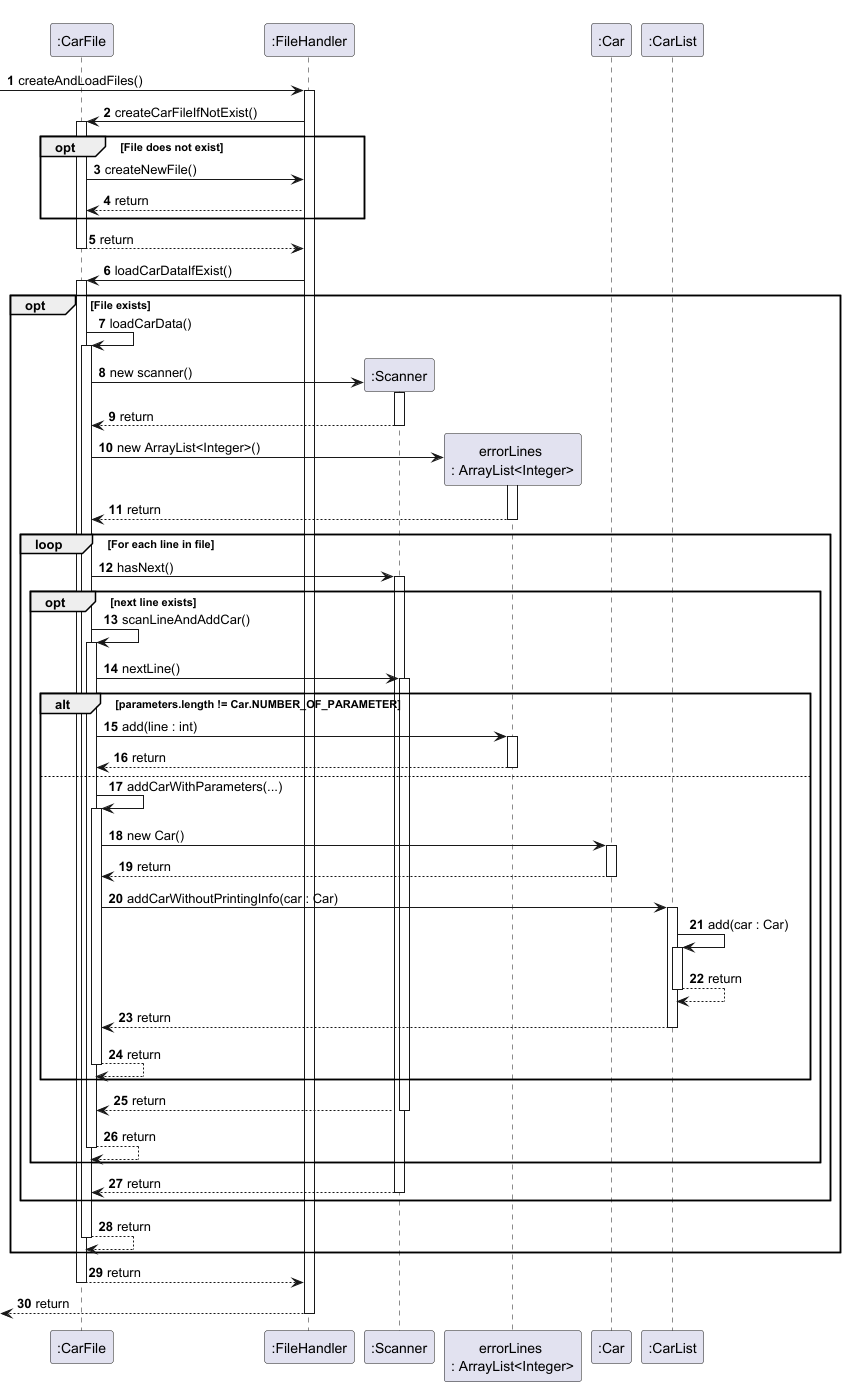 :CarFile
:FileHandler
:Car
:CarList
1 createAndLoadFiles()
2 createCarFileIfNotExist()
opt
[File does not exist]
3 createNewFile()
4 return
5 return
6 loadCarDataIfExist()
opt
[File exists]
7 loadCarData()
8 new scanner()
:Scanner
9 return
10 new ArrayList<Integer>()
errorLines
: ArrayList<Integer>
11 return
loop
[For each line in file]
12 hasNext()
opt
[next line exists]
13 scanLineAndAddCar()
14 nextLine()
alt
[parameters.length != Car.NUMBER_OF_PARAMETER]
15 add(line : int)
16 return
17 addCarWithParameters(...)
18 new Car()
19 return
20 addCarWithoutPrintingInfo(car : Car)
21 add(car : Car)
22 return
23 return
24 return
25 return
26 return
27 return
28 return
29 return
30 return
:CarFile
:FileHandler
:Scanner
errorLines
: ArrayList<Integer>
:Car
:CarList